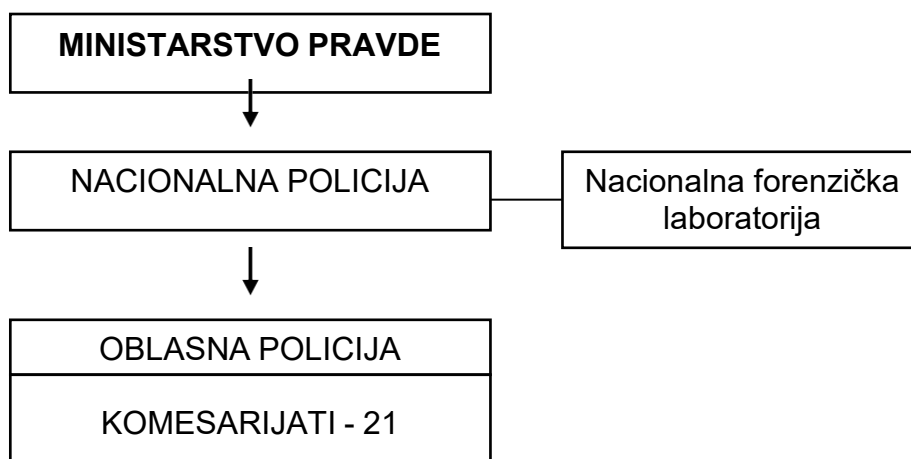 MINISTARSTVO PRAVDE
NACIONALNA POLICIJA
Nacionalna forenzička
laboratorija
OBLASNA POLICIJA
KOMESARIJATI - 21